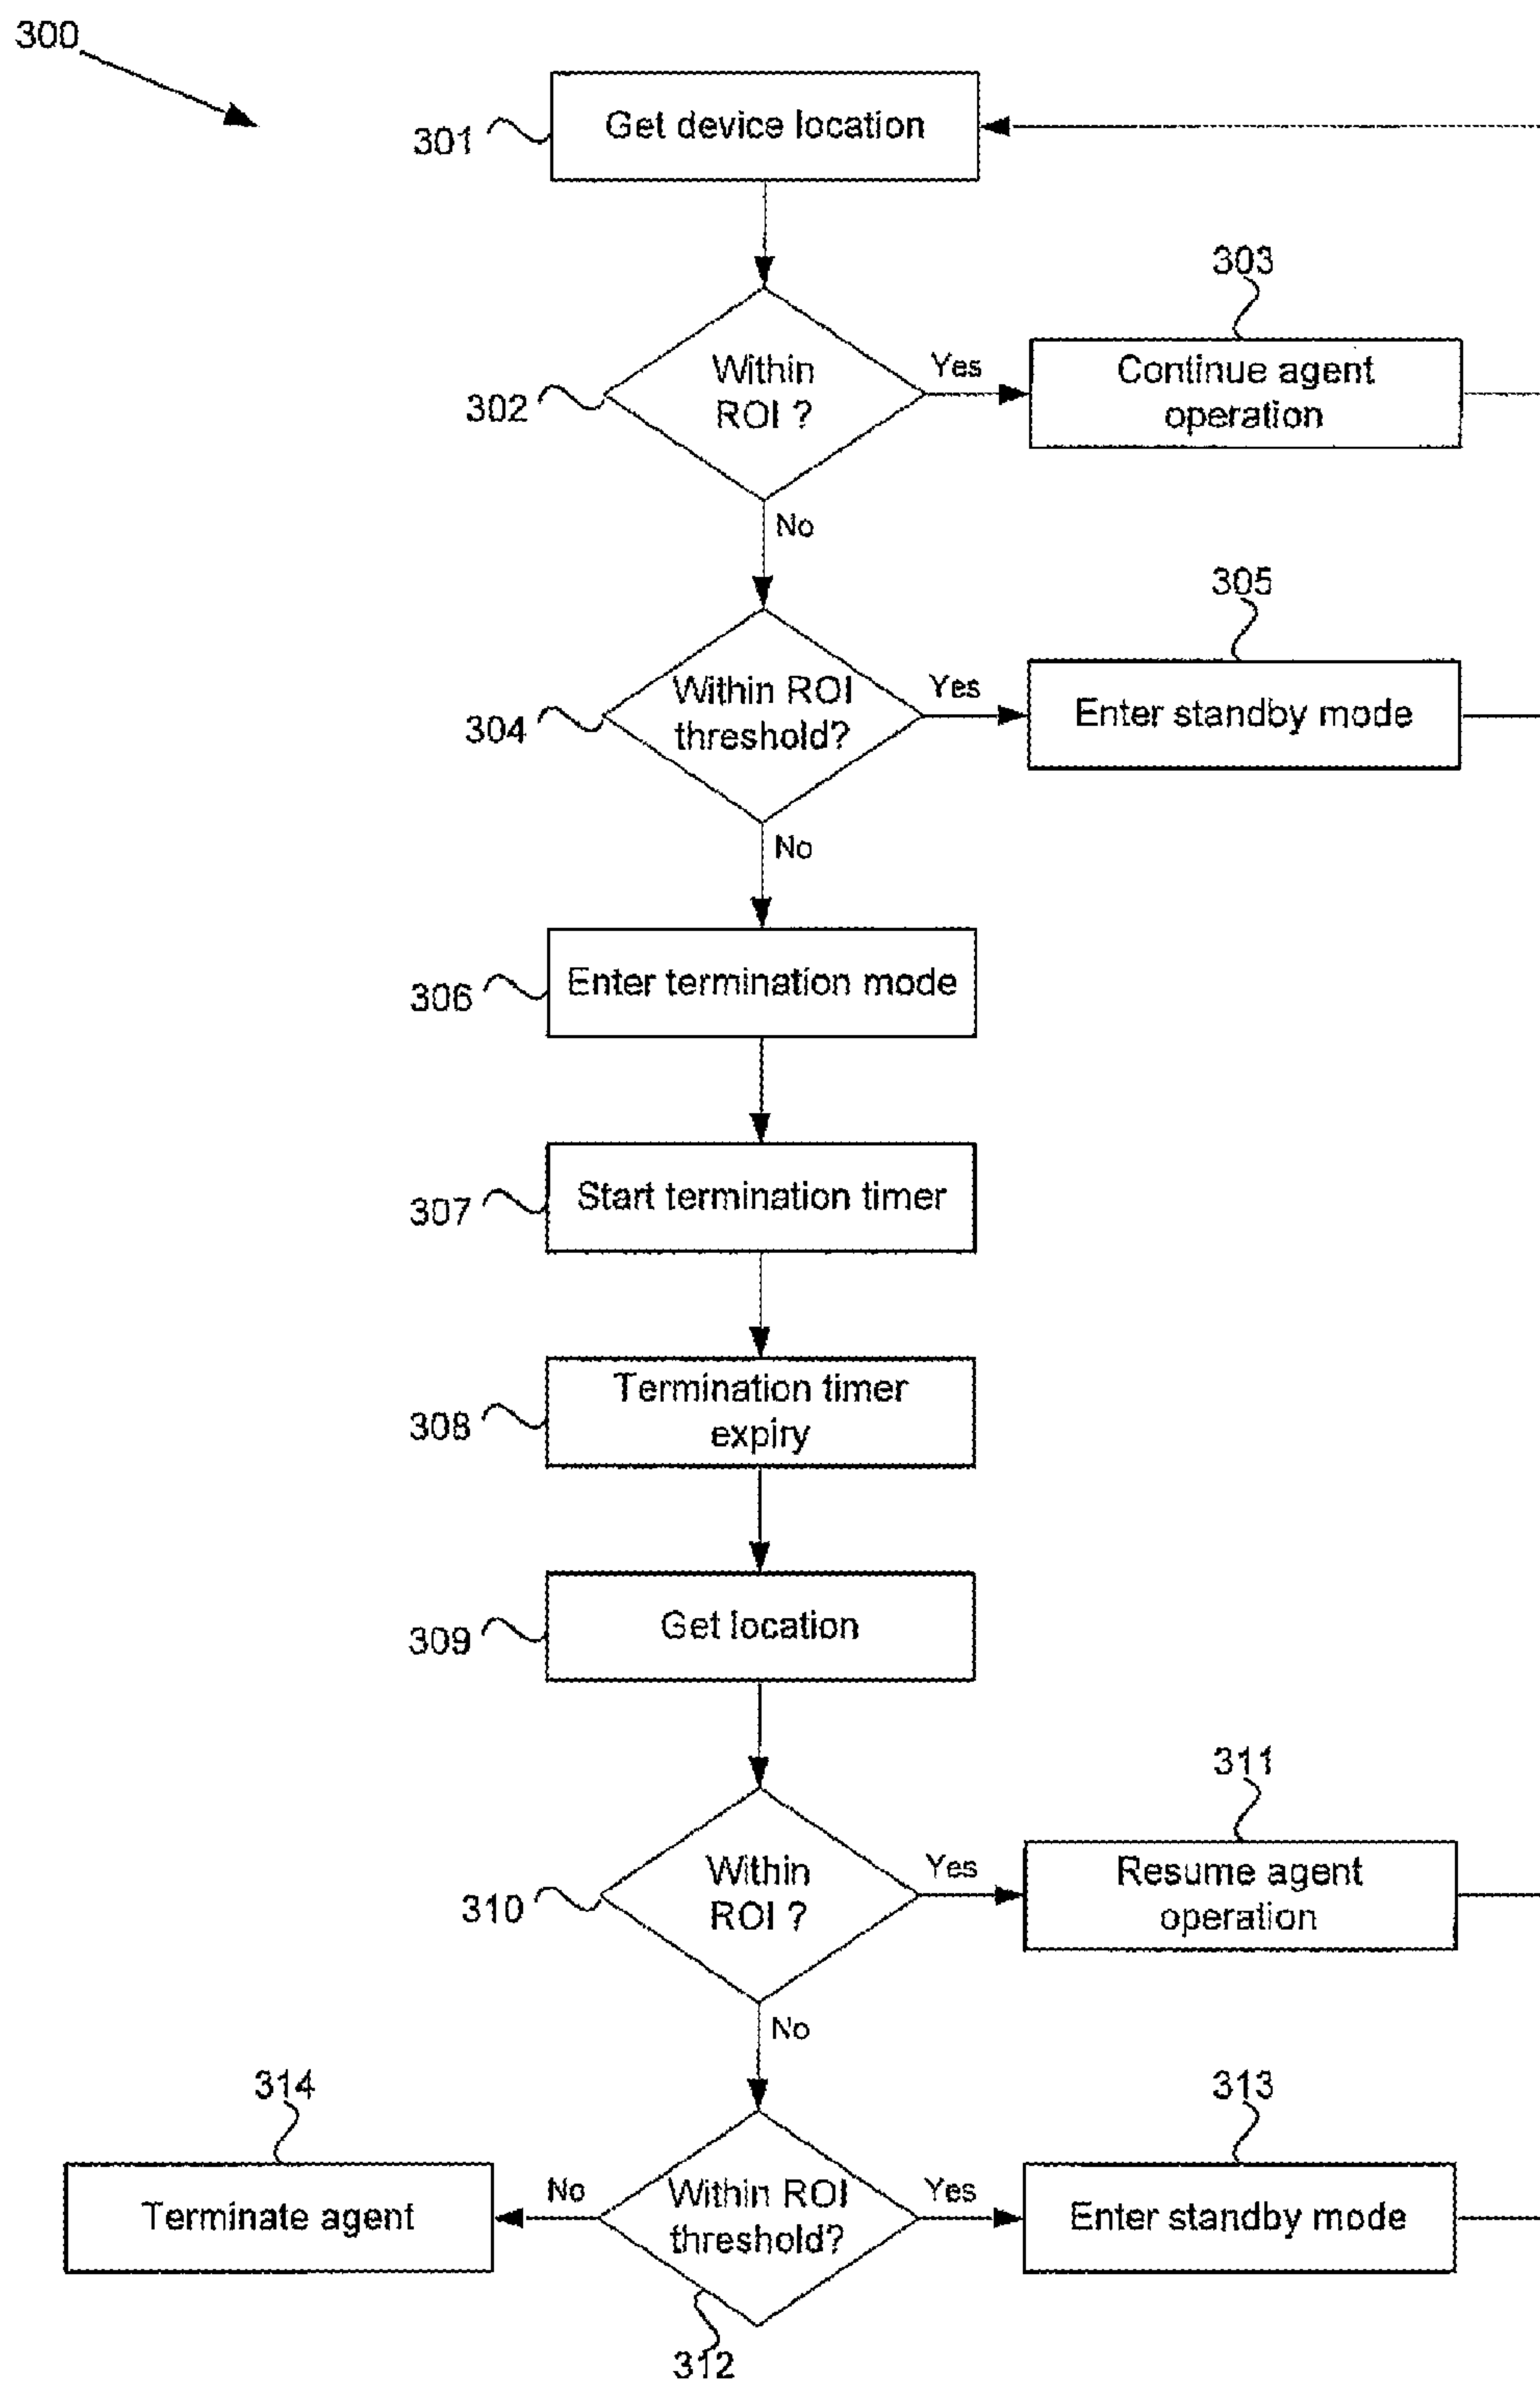 300
301
Get device location
303
302
Within
ROI ?
Yes
Continue agent
operation
No
305
304
Within ROI
threshold?
Yes
Enter standby mode
No
306
Enter termination mode
307
Start termination timer
308
Termination timer
expiry
309
Get location
311
310
Within
ROI ?
Yes
Resume agent
operation
No
314
313
Terminate agent
No
Within ROI
threshold?
Yes
Enter standby mode
312